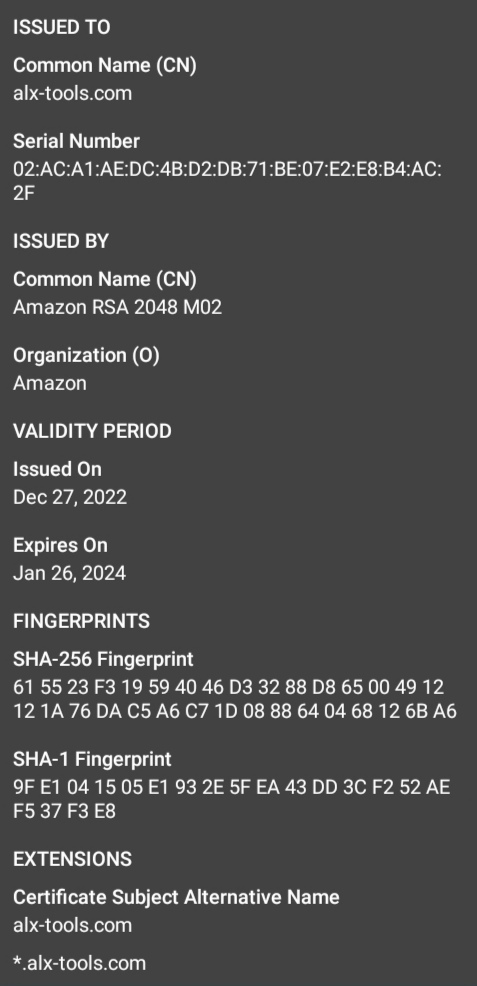 ISSUED TO
Common Name (CN)
alx-tools.com
Serial Number
02:AC:A1:AE:DC:4B:D2:DB:71:BE:07:E2:E8:B4:AC:
2F
ISSUED BY
Common Name (CN)
Amazon RSA 2048 M02
Organization (O)
Amazon
VALIDITY PERIOD
Issued On
Dec 27, 2022
Expires On
Jan 26, 2024
FINGERPRINTS
SHA-256 Fingerprint
61 55 23 F3 19 59 40 46 D3 32 88 D8 65 00 49 12
12 1A 76 DA C5 A6 C7 1D 08 88 64 04 68 12 6B A6
SHA-1 Fingerprint
9F E1 04 15 05 E1 93 2E 5F EA 43 DD 3C F2 52 AE
F5 37 F3 E8
EXTENSIONS
Certificate Subject Alternative Name
alx-tools.com
*.alx-tools.com